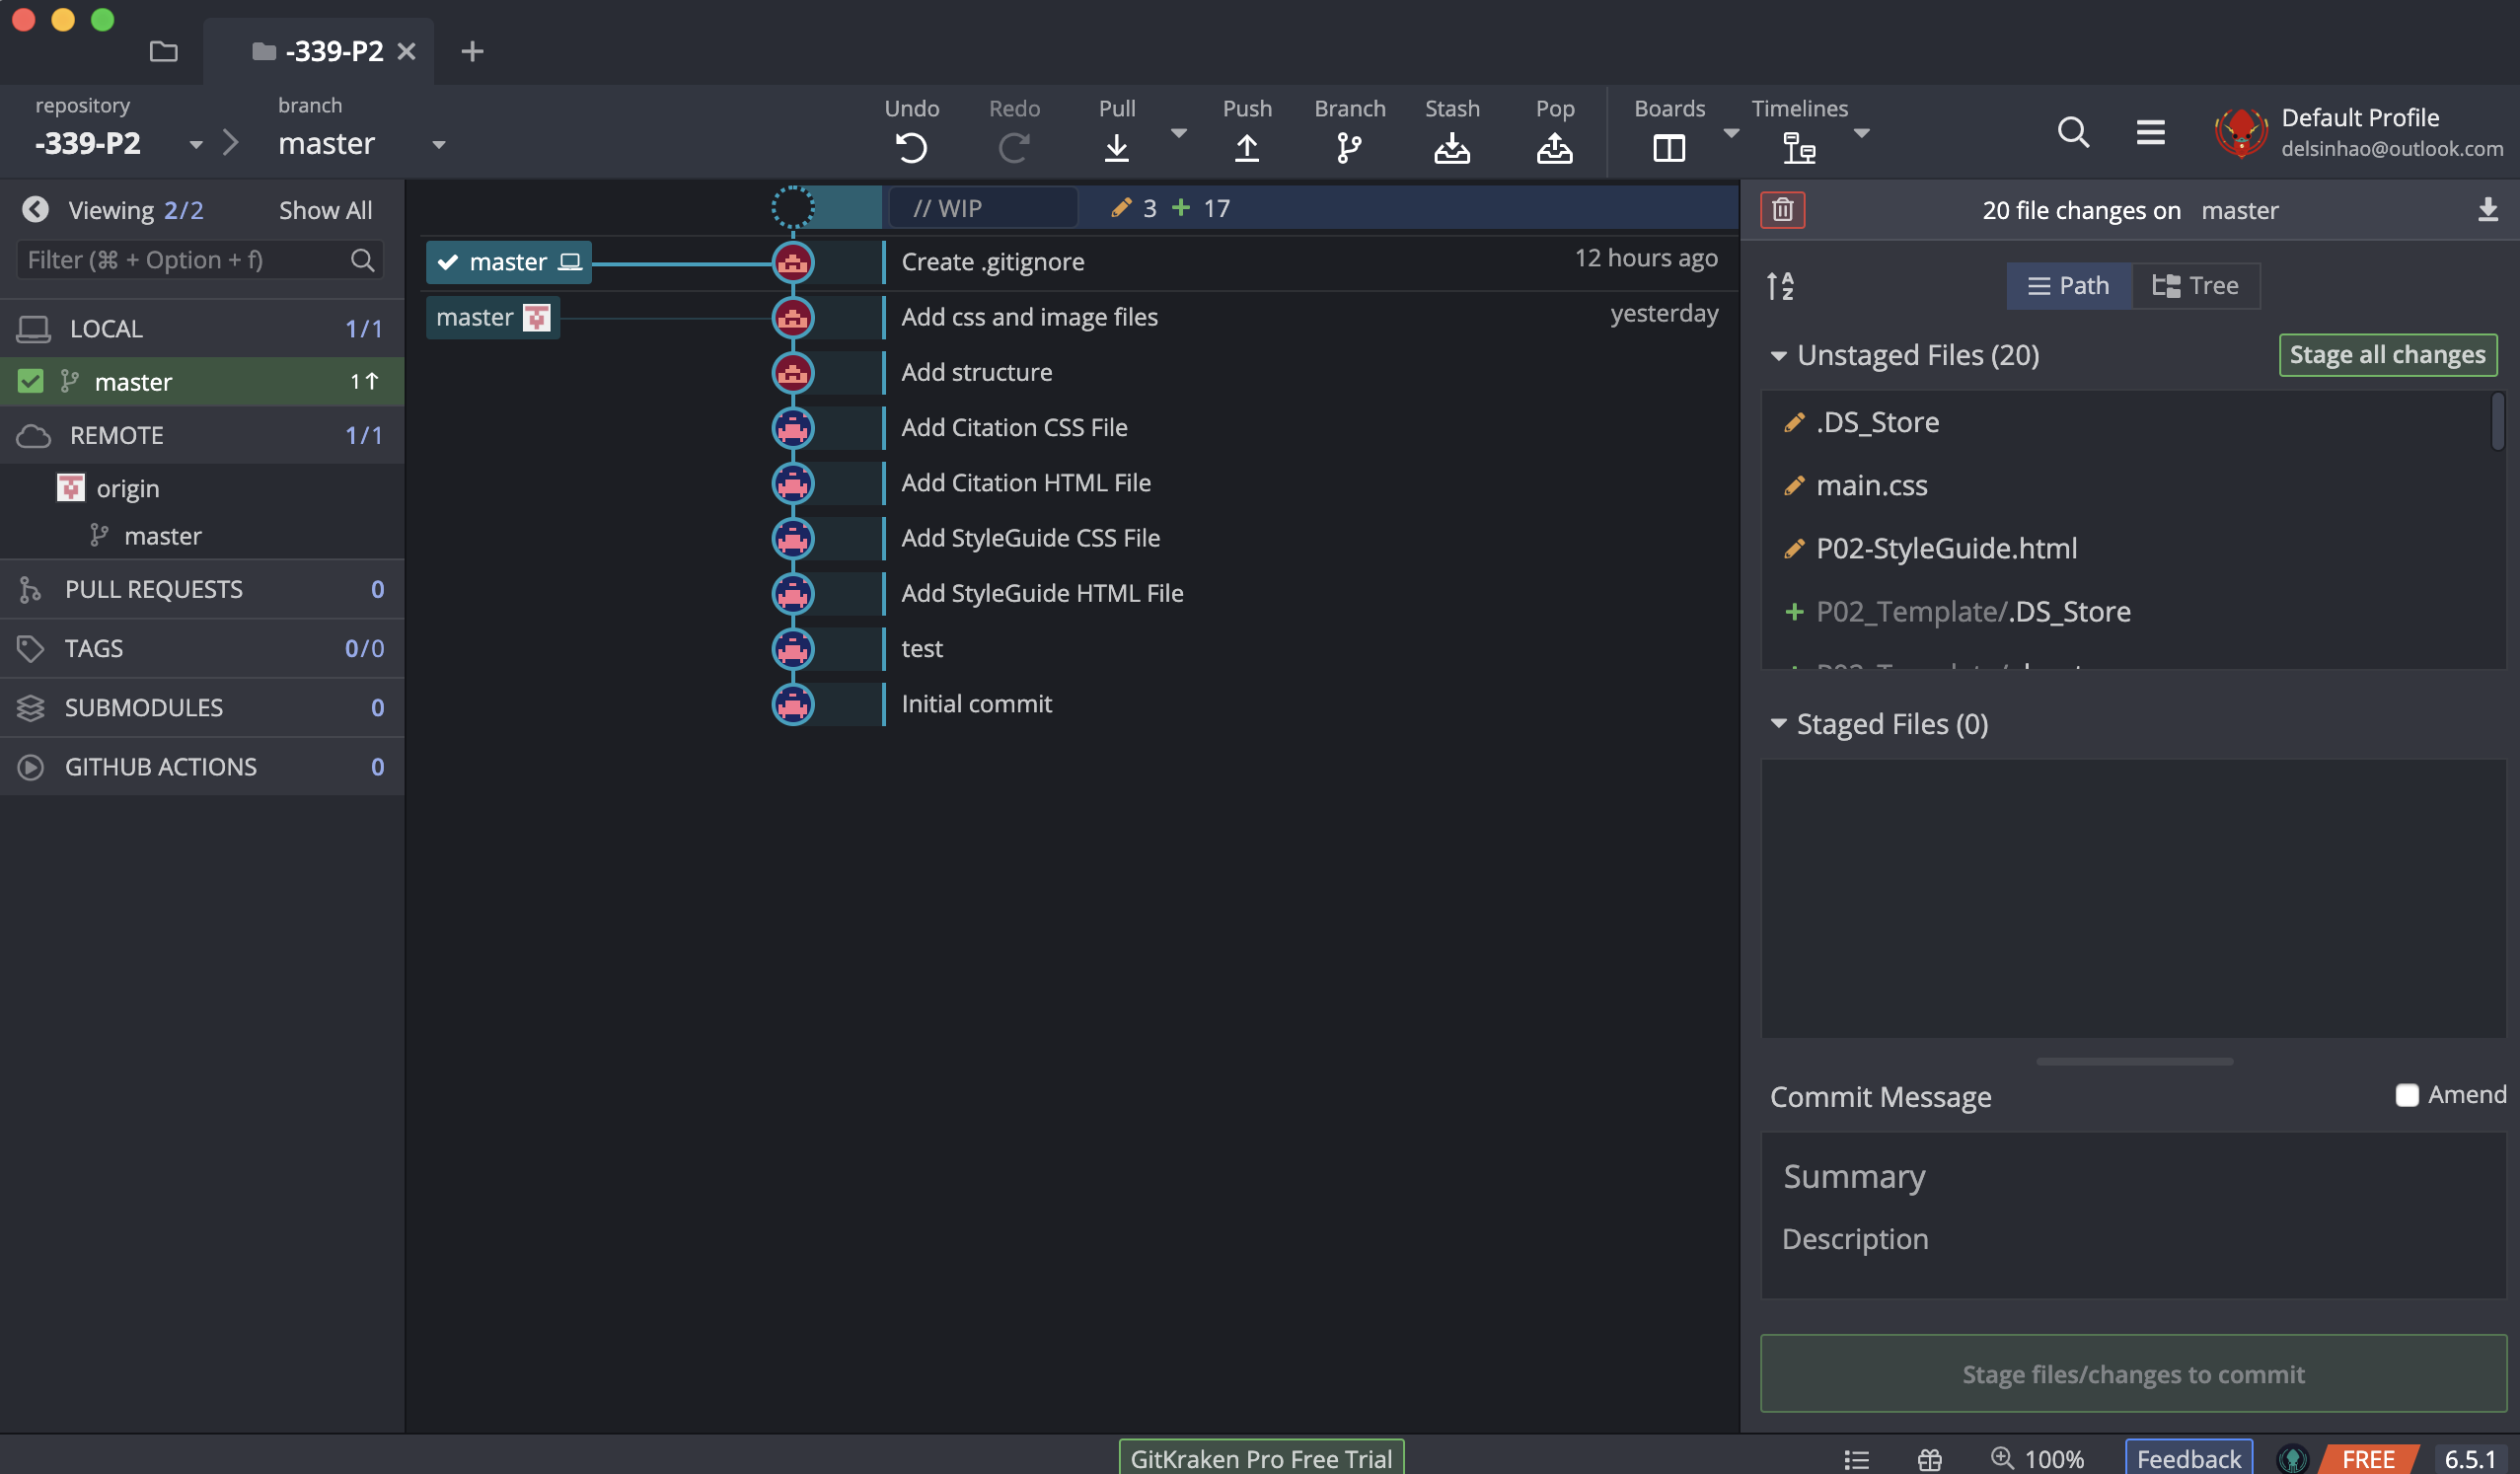 -339-P2
repository
-339-P2
branch
master
Undo
Redo
Pull
Push
Branch
Stash
Pop
Boards
Timelines
Default Profile
delsinhao@outlook.com
Viewing 2/2
Show All
Filter (⌘ + Option + f)
LOCAL 1/1
master 1↑
REMOTE 1/1
origin
master
PULL REQUESTS 0
TAGS 0/0
SUBMODULES 0
GITHUB ACTIONS 0
// WIP 3 + 17
master Create .gitignore 12 hours ago
master Add css and image files yesterday
Add structure
Add Citation CSS File
Add Citation HTML File
Add StyleGuide CSS File
Add StyleGuide HTML File
test
Initial commit
20 file changes on master
Path
Tree
Unstaged Files (20)
Stage all changes
.DS_Store
main.css
P02-StyleGuide.html
+ P02_Template/.DS_Store
Staged Files (0)
Commit Message
Amend
Summary
Description
Stage files/changes to commit
GitKraken Pro Free Trial
100%
Feedback
FREE
6.5.1